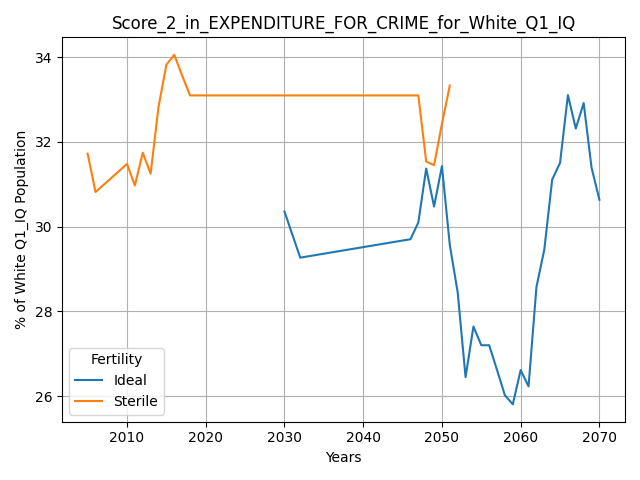 Score_2_in_EXPENDITURE_FOR_CRIME_for_White_Q1_IQ
% of White Q1_IQ Population
34
32
30
28
26
Fertility
Ideal
Sterile
2010 2020 2030 2040 2050 2060 2070
Years